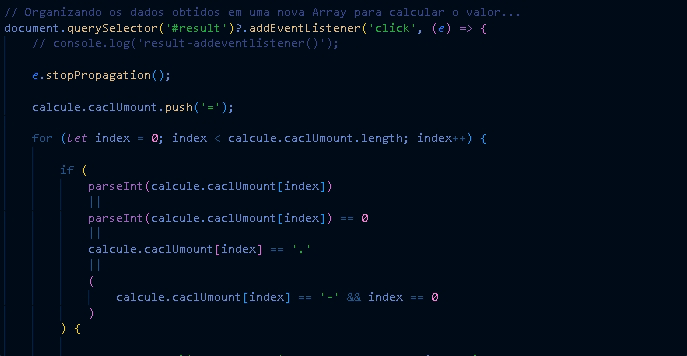 // Organizando os dados obtidos em uma nova Array para calcular o valor...
document.querySelector('#result')?.addEventListener('click', (e) => {
// console.log('result-addeventlistener()');
e.stopPropagation();
calcule.caclUmount.push('=');
for (let index = 0; index < calcule.caclUmount.length; index++) {
if (
parseInt(calcule.caclUmount[index])
||
parseInt(calcule.caclUmount[index]) == 0
||
calcule.caclUmount[index] == '.'
||
(
calcule.caclUmount[index] == '-' && index == 0
)
) {